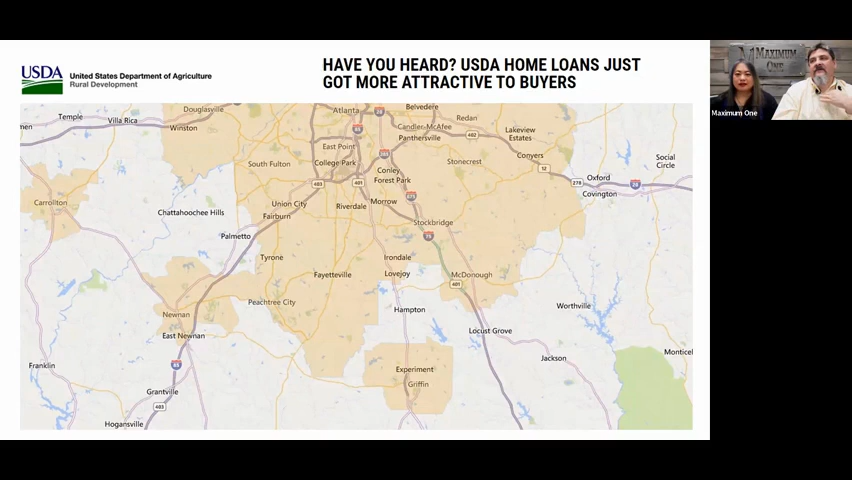 USDA
United States Department of Agriculture
Rural Development
HAVE YOU HEARD? USDA HOME LOANS JUST
GOT MORE ATTRACTIVE TO BUYERS
MAXIMUM
ONE
Maximum One
Temple
Villa Rica
Douglasville
Winston
Atlanta
Belvedere
Redan
Candler-McAfee
Panthersville
Lakeview
Estates
East Point
College Park
South Fulton
Conley
Forest Park
Stonecrest
Conyers
Social
Circle
Oxford
Covington
Carrollton
Union City
Riverdale
Morrow
Chattahoochee Hills
Fairburn
Stockbridge
Palmetto
Tyrone
Irondale
Fayetteville
Lovejoy
McDonough
Peachtree City
Newnan
Hampton
Worthville
East Newnan
Locust Grove
Jackson
Monticel
Franklin
Experiment
Griffin
Grantville
Hogansville